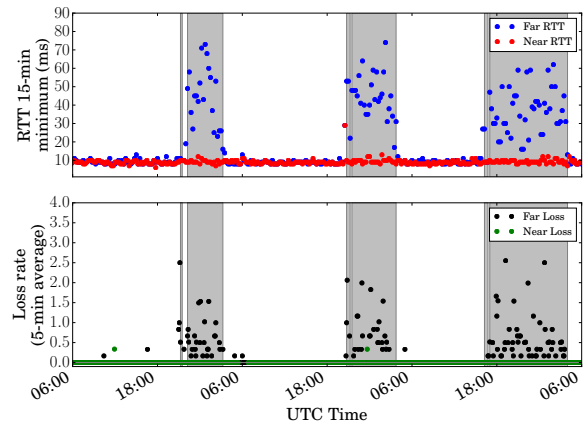 90
80
70
60
50
40
30
20
10
RTT 15-min
minimum (ms)
Far RTT
Near RTT
4.0
3.5
3.0
2.5
2.0
1.5
1.0
0.5
0.0
Loss rate
(5-min average)
Far Loss
Near Loss
06:00
18:00
06:00
18:00
06:00
18:00
06:00
UTC Time